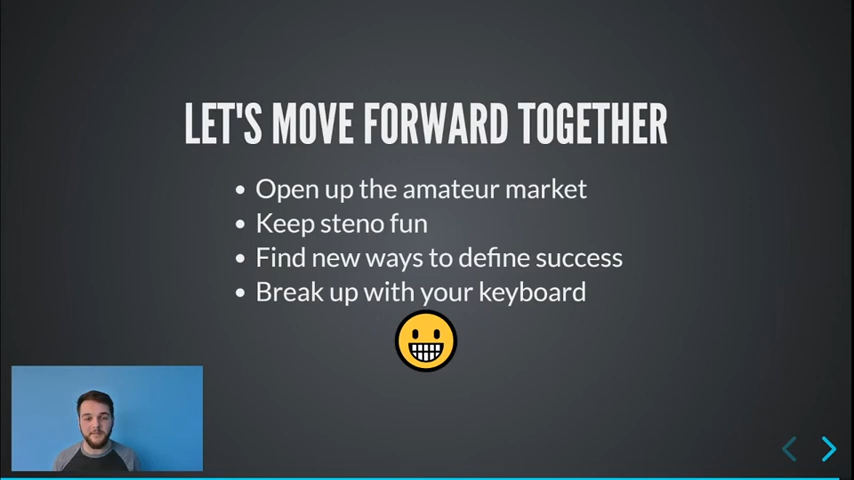 LET'S MOVE FORWARD TOGETHER
Open up the amateur market
Keep steno fun
Find new ways to define success
Break up with your keyboard